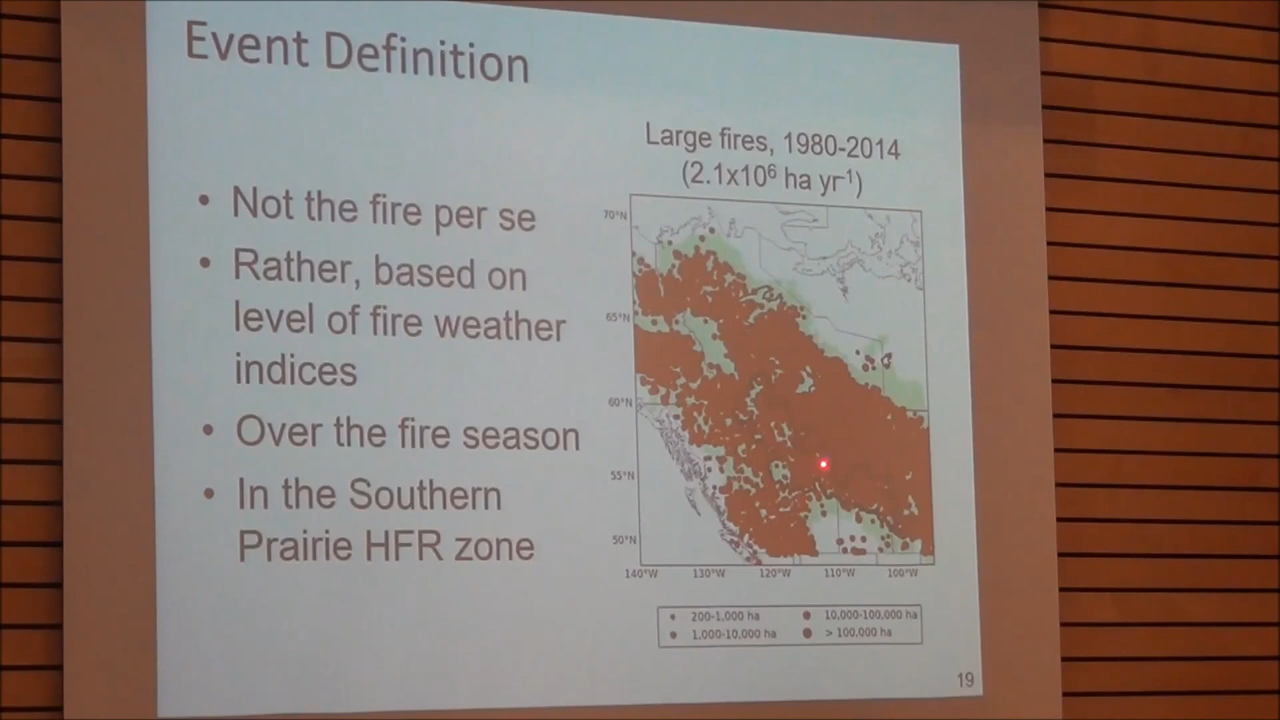 Event Definition
Large fires, 1980-2014
(2.1x10⁶ ha yr¹)
• Not the fire per se
• Rather, based on
level of fire weather
indices
• Over the fire season
• In the Southern
Prairie HFR zone
70°N
65°N
60°N
55°N
50°N
140°W 130°W 120°W 110°W 100°W
200-1,000 ha 10,000-100,000 ha
1,000-10,000 ha > 100,000 ha
19